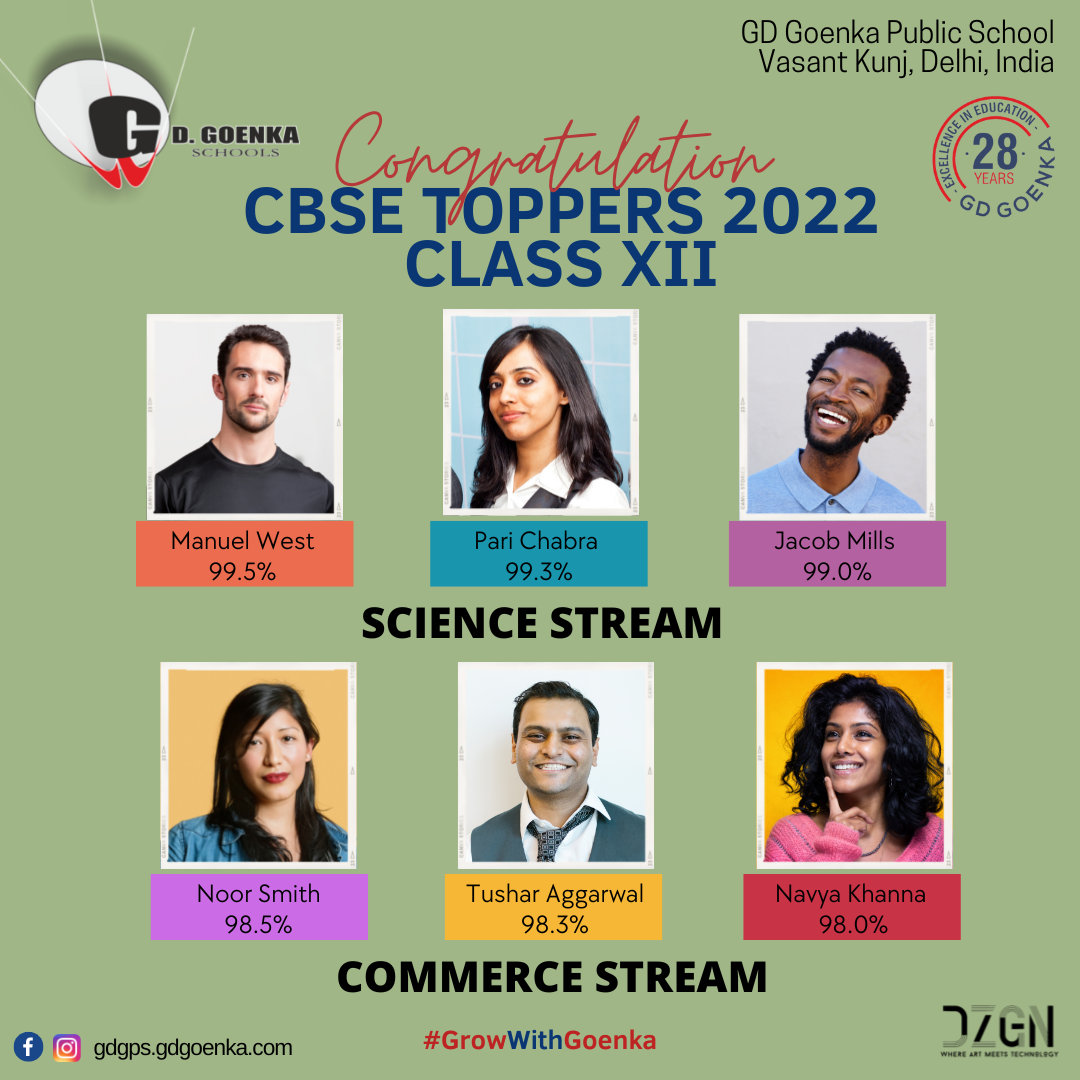 GD Goenka Public School
Vasant Kunj, Delhi, India
G D. GOENKA
SCHOOLS
- EXCELLENCE IN EDUCATION -
28
YEARS
- GD GOENKA
Congratulation
CBSE TOPPERS 2022
CLASS XII
Manuel West
99.5%
Pari Chabra
99.3%
Jacob Mills
99.0%
SCIENCE STREAM
Noor Smith
98.5%
Tushar Aggarwal
98.3%
Navya Khanna
98.0%
COMMERCE STREAM
gdgps.gdgoenka.com
#GrowWithGoenka
DZGN
WHERE ART MEETS TECHNOLOGY